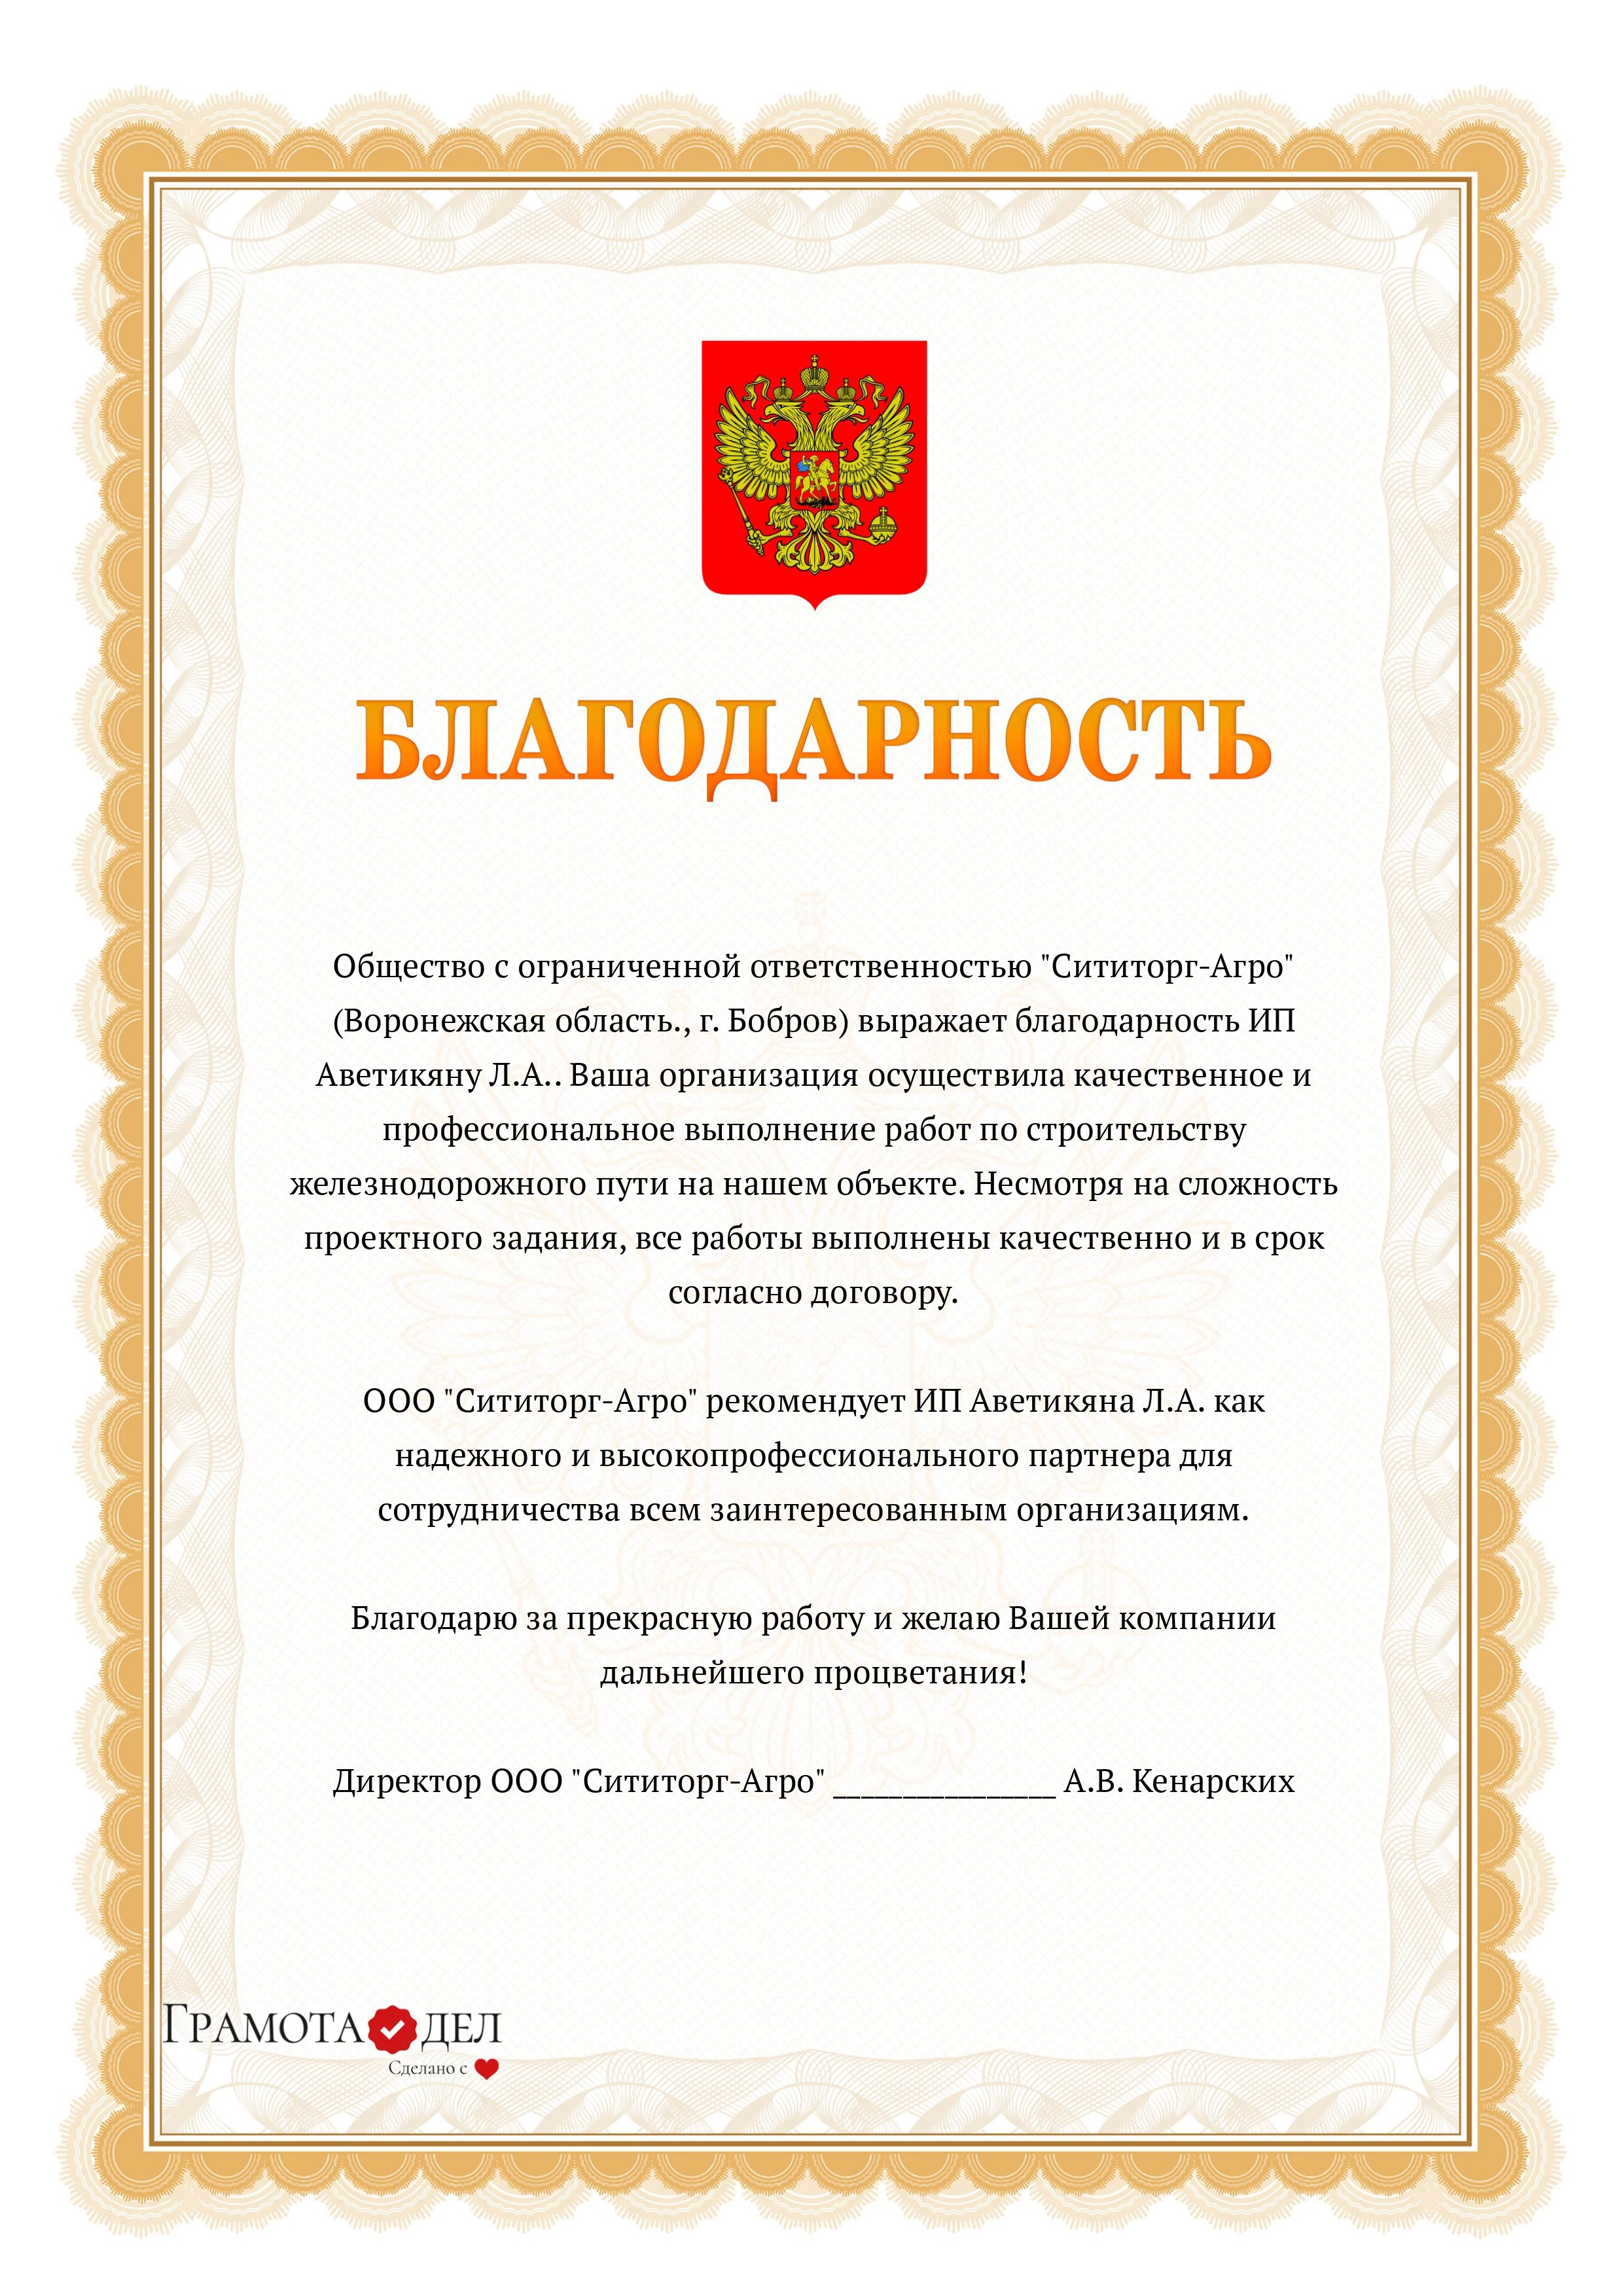 БЛАГОДАРНОСТЬ
Общество с ограниченной ответственностью "Сититорг-Агро"
(Воронежская область., г. Бобров) выражает благодарность ИП
Аветикяну Л.А.. Ваша организация осуществила качественное и
профессиональное выполнение работ по строительству
железнодорожного пути на нашем объекте. Несмотря на сложность
проектного задания, все работы выполнены качественно и в срок
согласно договору.
ООО "Сититорг-Агро" рекомендует ИП Аветикяна Л.А. как
надежного и высокопрофессионального партнера для
сотрудничества всем заинтересованным организациям.
Благодарю за прекрасную работу и желаю Вашей компании
дальнейшего процветания!
Директор ООО "Сититорг-Агро" ________________ А.В. Кенарских
ГРАМОТА ДЕЛ
Сделано с